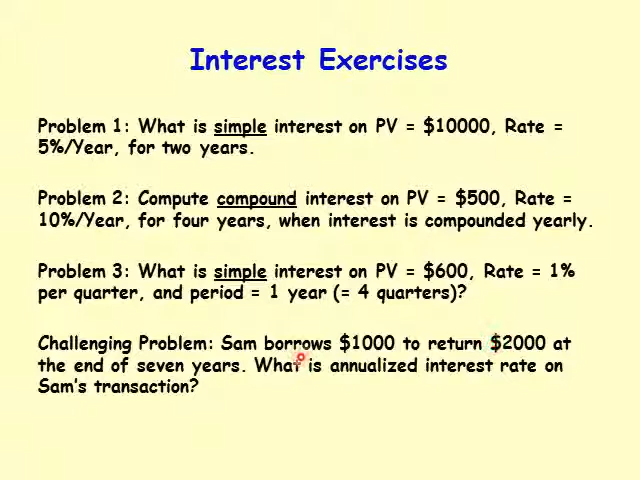 Interest Exercises
Problem 1: What is simple interest on PV = $10000, Rate =
5%/Year, for two years.
Problem 2: Compute compound interest on PV = $500, Rate =
10%/Year, for four years, when interest is compounded yearly.
Problem 3: What is simple interest on PV = $600, Rate = 1%
per quarter, and period = 1 year (= 4 quarters)?
Challenging Problem: Sam borrows $1000 to return $2000 at
the end of seven years. What is annualized interest rate on
Sam's transaction?